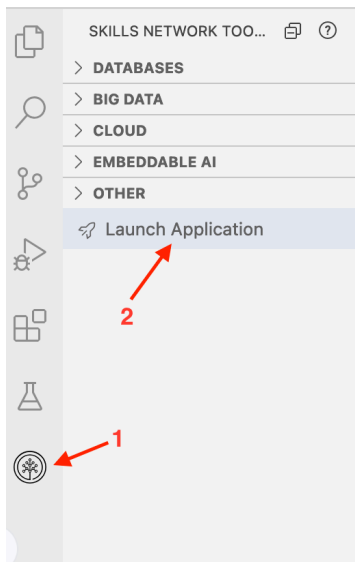 SKILLS NETWORK TOO...
DATABASES
BIG DATA
CLOUD
EMBEDDABLE AI
OTHER
Launch Application
2
1